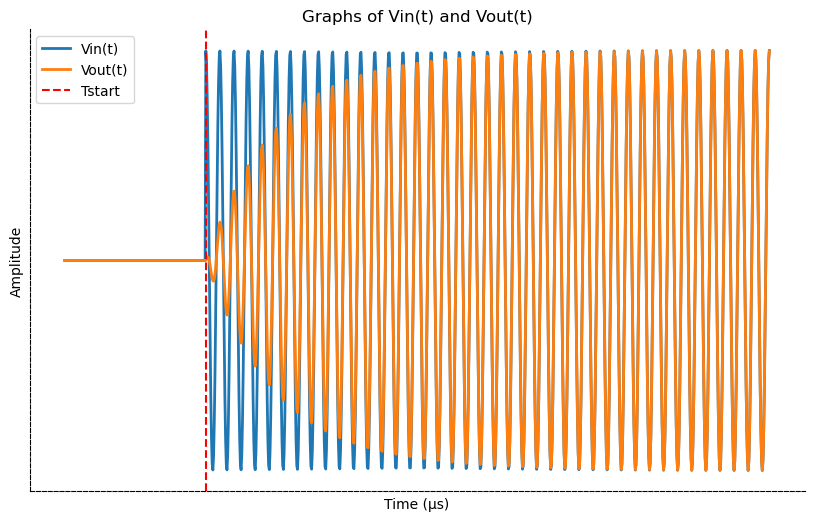 Graphs of Vin(t) and Vout(t)
Vin(t)
Vout(t)
Tstart
Amplitude
Time (μs)